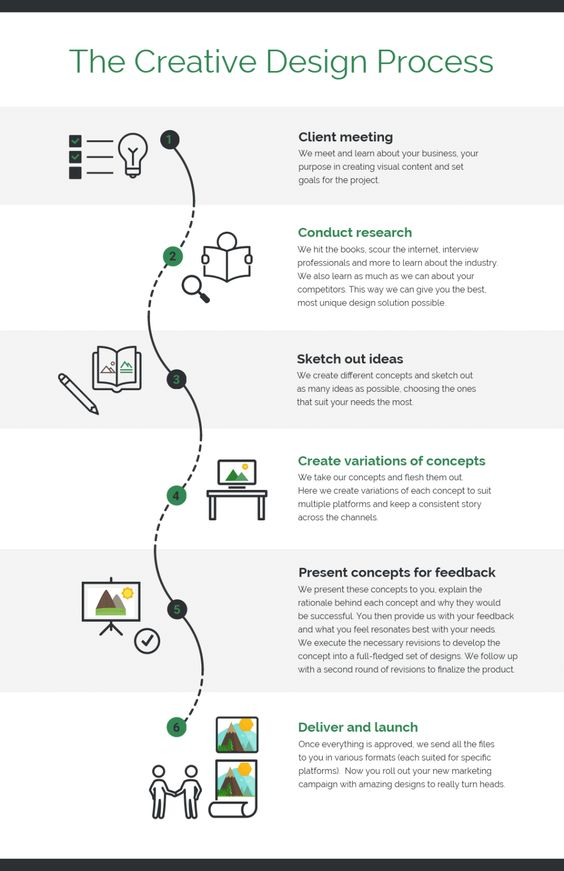 The Creative Design Process
1
Client meeting
We meet and learn about your business, your
purpose in creating visual content and set
goals for the project.
2
Conduct research
We hit the books, scour the internet, interview
professionals and more to learn about the industry.
We also learn as much as we can about your
competitors. This way we can give you the best,
most unique design solution possible.
3
Sketch out ideas
We create different concepts and sketch out
as many ideas as possible, choosing the ones
that suit your needs the most.
4
Create variations of concepts
We take our concepts and flesh them out.
Here we create variations of each concept to suit
multiple platforms and keep a consistent story
across the channels.
5
Present concepts for feedback
We present these concepts to you, explain the
rationale behind each concept and why they would
be successful. You then provide us with your feedback
and what you feel resonates best with your needs.
We execute the necessary revisions to develop the
concept into a full-fledged set of designs. We follow up
with a second round of revisions to finalize the product.
6
Deliver and launch
Once everything is approved, we send all the files
to you in various formats (each suited for specific
platforms). Now you roll out your new marketing
campaign with amazing designs to really turn heads.